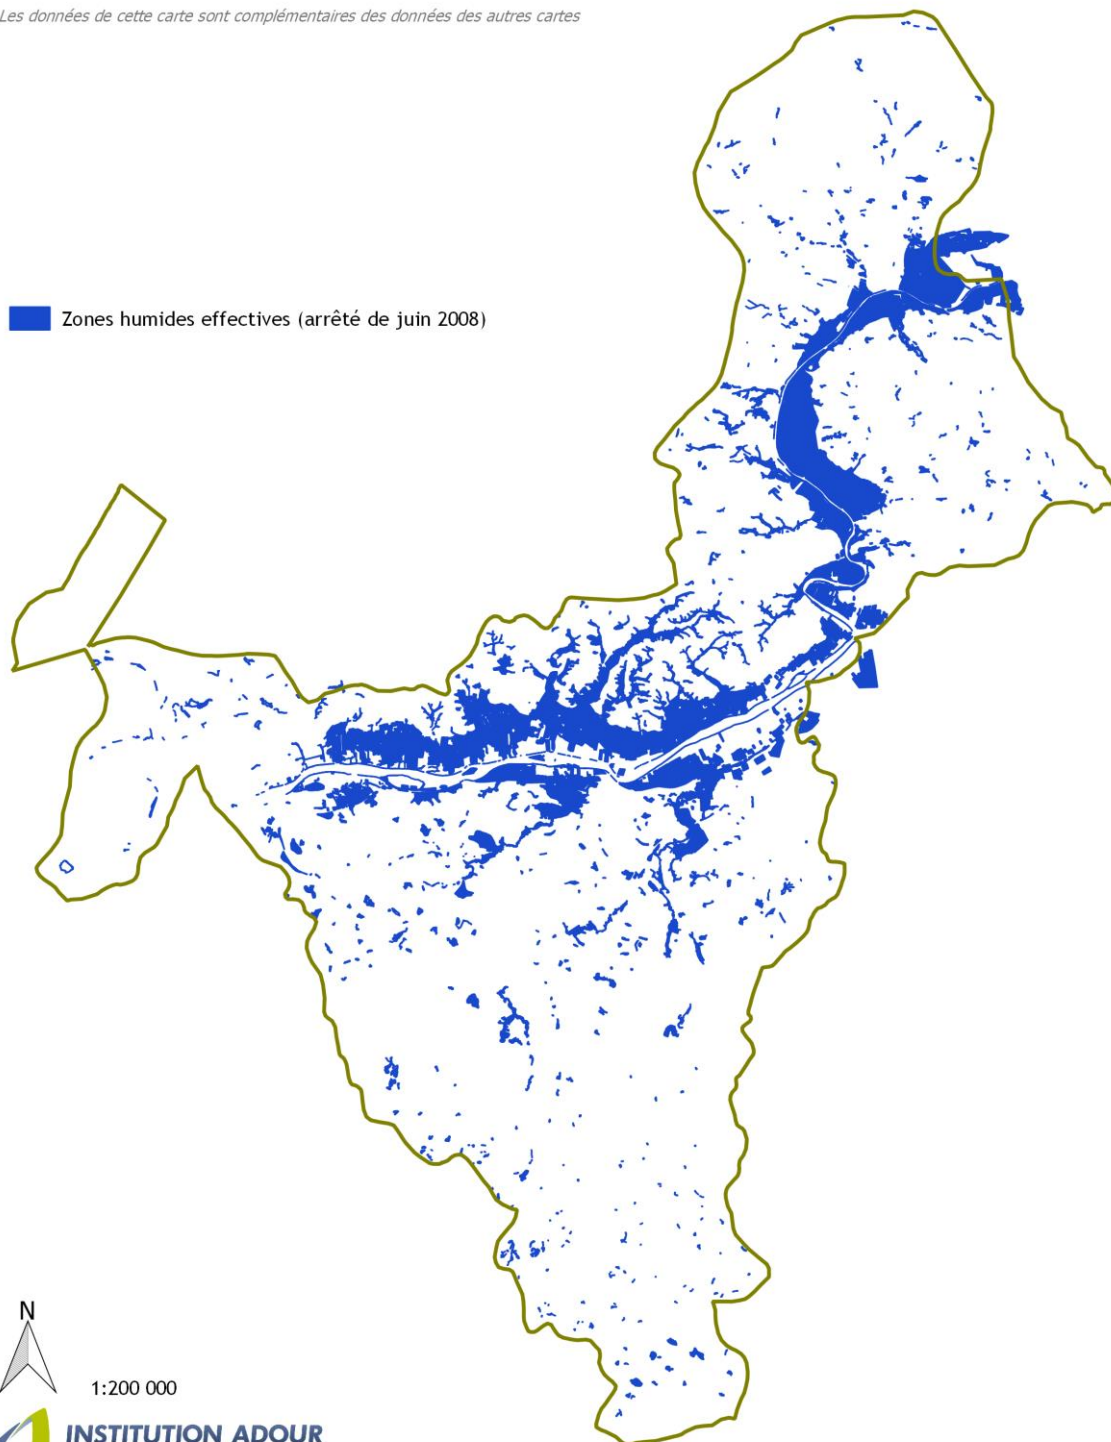 Les données de cette carte sont complémentaires des données des autres cartes
Zones humides effectives (arrêté de juin 2008)
N
1:200 000
INSTITUTION ADOUR